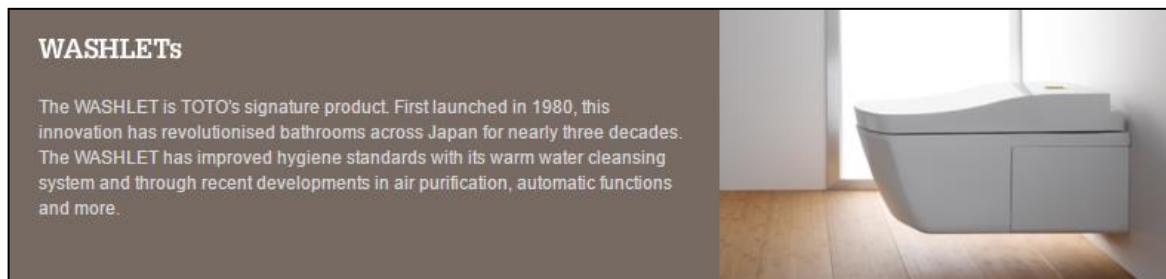 WASHLETs
The WASHLET is TOTO's signature product. First launched in 1980, this
innovation has revolutionised bathrooms across Japan for nearly three decades.
The WASHLET has improved hygiene standards with its warm water cleansing
system and through recent developments in air purification, automatic functions
and more.